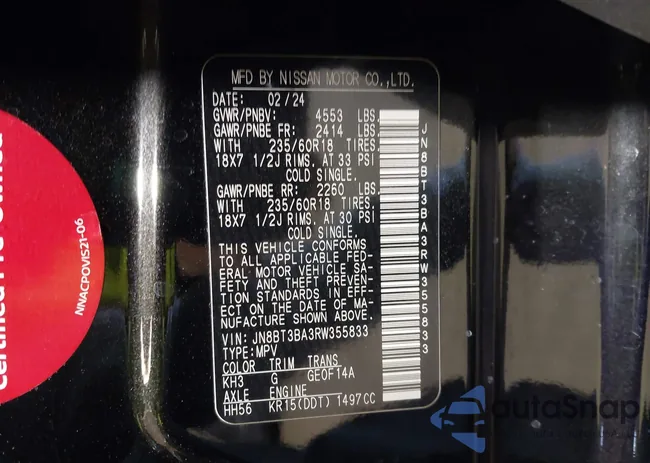 MFD BY NISSAN MOTOR CO.,LTD.
DATE: 02/24
GVWR/PNBV: 4553 LBS.
GAWR/PNBE FR: 2414 LBS.
WITH 235/60R18 TIRES.
18X7 1/2J RIMS. AT 33 PSI
COLD SINGLE.
GAWR/PNBE RR: 2260 LBS.
WITH 235/60R18 TIRES.
18X7 1/2J RIMS. AT 30 PSI
COLD SINGLE.
THIS VEHICLE CONFORMS
TO ALL APPLICABLE FED-
ERAL MOTOR VEHICLE SA-
FETY AND THEFT PREVEN-
TION STANDARDS IN EFF-
ECT ON THE DATE OF MA-
NUFACTURE SHOWN ABOVE.
VIN: JN8BT3BA3RW355833
TYPE:MPV
COLOR TRIM TRANS
KH3 G GE0F14A
AXLE ENGINE
HH56 KR15(DDT) 1497CC
JN8BT3BA3RW355833
Certified Pre-Owned
NNACPOVIS21-06
autoSnap